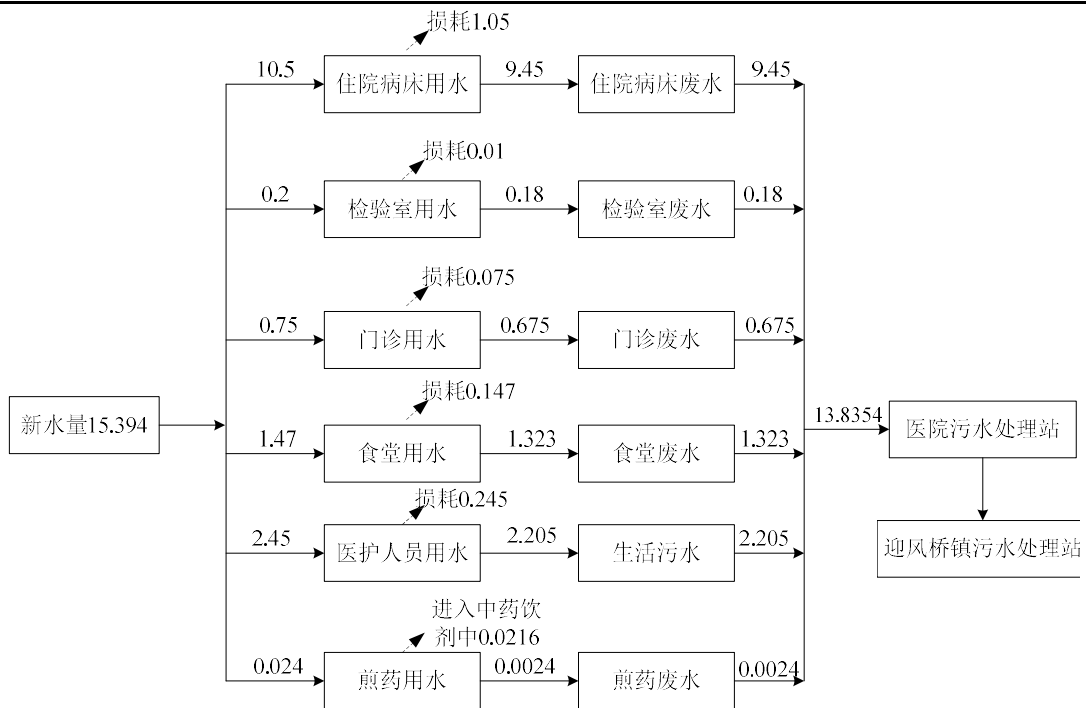 损耗1.05
10.5
住院病床用水
9.45
住院病床废水
9.45
损耗0.01
0.2
检验室用水
0.18
检验室废水
0.18
损耗0.075
0.75
门诊用水
0.675
门诊废水
0.675
新水量15.394
损耗0.147
1.47
食堂用水
1.323
食堂废水
1.323
13.8354
医院污水处理站
损耗0.245
2.45
医护人员用水
2.205
生活污水
2.205
迎风桥镇污水处理站
进入中药饮
剂中0.0216
0.024
煎药用水
0.0024
煎药废水
0.0024